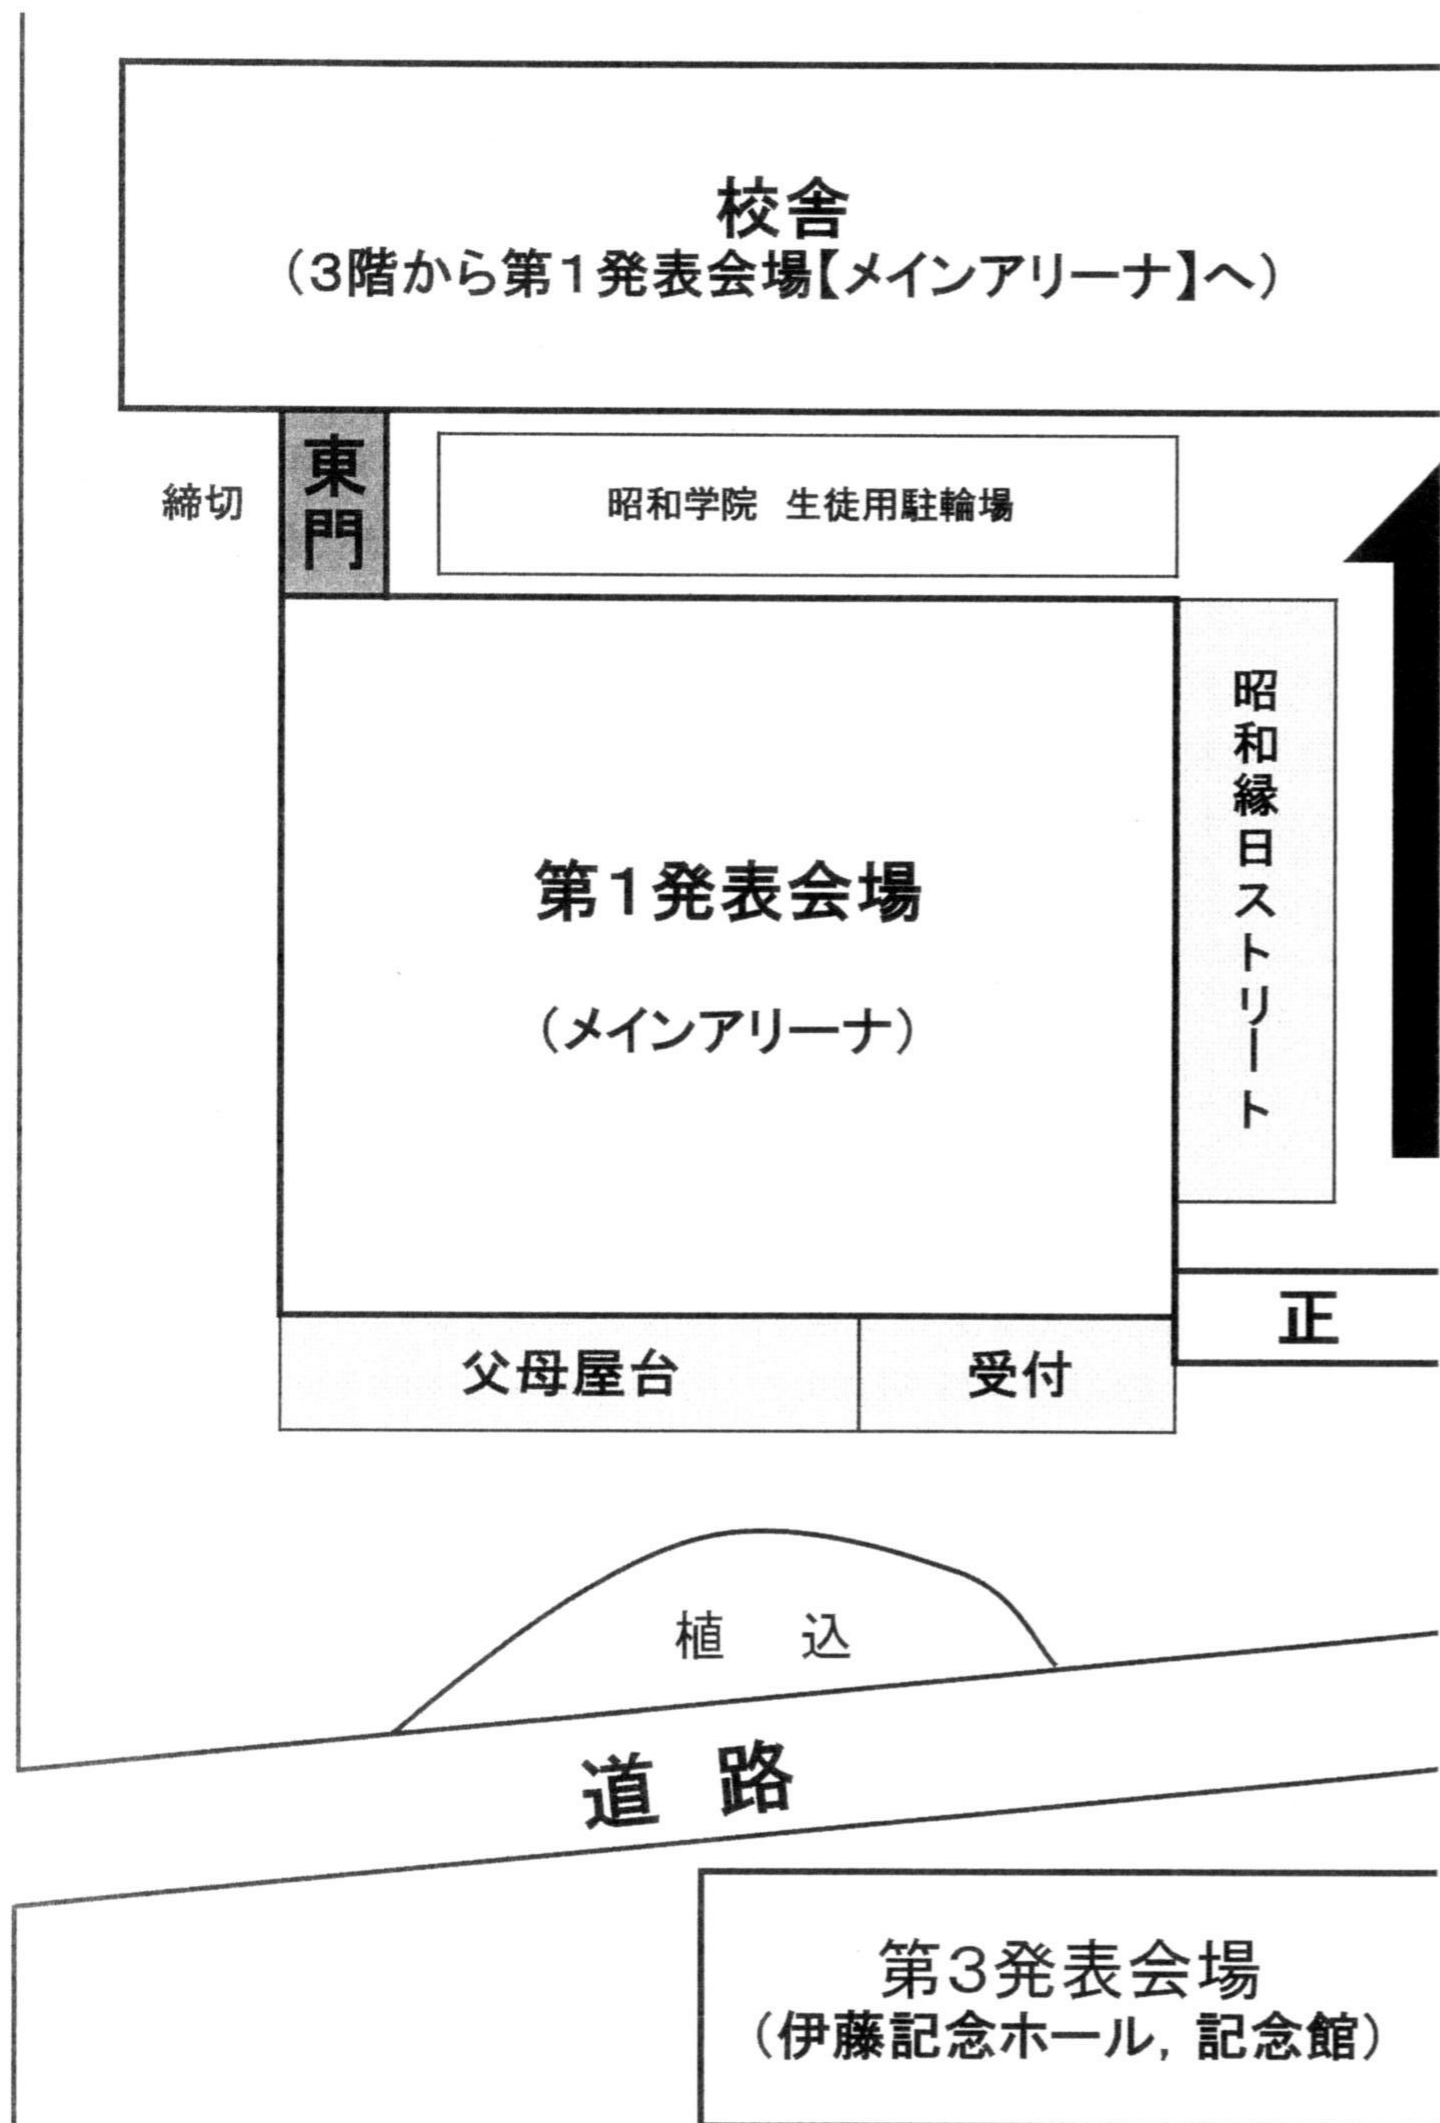 校舎
（３階から第１発表会場【メインアリーナ】へ）
東門
締切
昭和学院　生徒用駐輪場
昭和縁日ストリート
第１発表会場
（メインアリーナ）
正
父母屋台
受付
植　込
道　路
第３発表会場
（伊藤記念ホール，記念館）